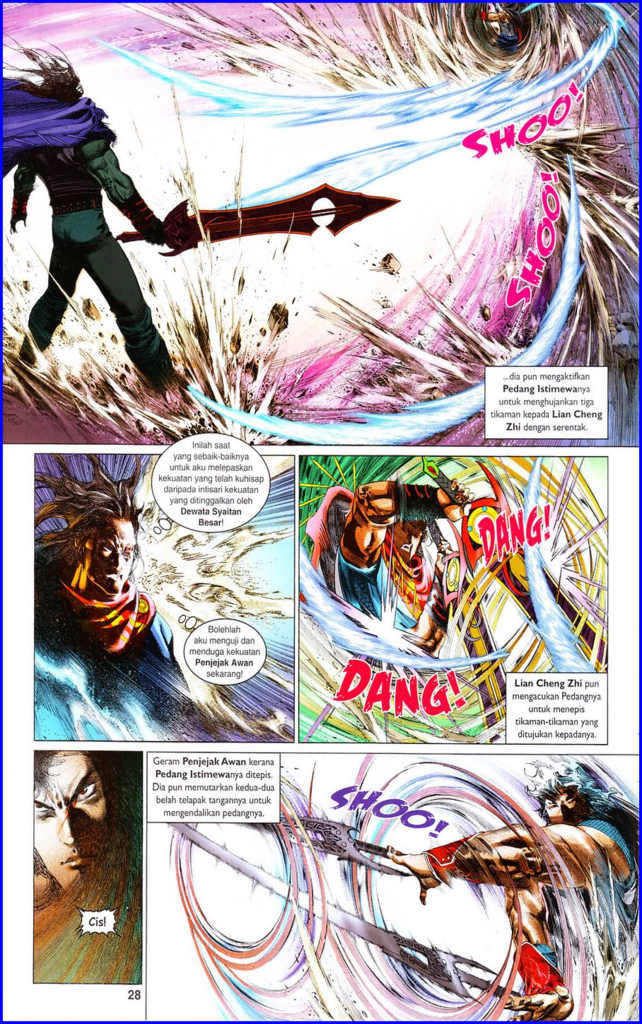 SHOO!
SHOO!
...dia pun mengaktifkan
Pedang Istimewanya
untuk menghujankan tiga
tikaman kepada Lian Cheng
Zhi dengan serentak.
Inilah saat
yang sebaik-baiknya
untuk aku melepaskan
kekuatan yang telah kuhisap
daripada intisari kekuatan
yang ditinggalkan oleh
Dewata Syaitan
Besar!
Bolehlah
aku menguji dan
menduga kekuatan
Penjejak Awan
sekarang!
DANG!
DANG!
Lian Cheng Zhi pun
mengacukan Pedangnya
untuk menepis
tikaman-tikaman yang
ditujukan kepadanya.
Cis!
Geram Penjejak Awan kerana
Pedang Istimewanya ditepis.
Dia pun memutarkan kedua-dua
belah telapak tangannya untuk
mengendalikan pedangnya.
SHOO!
28